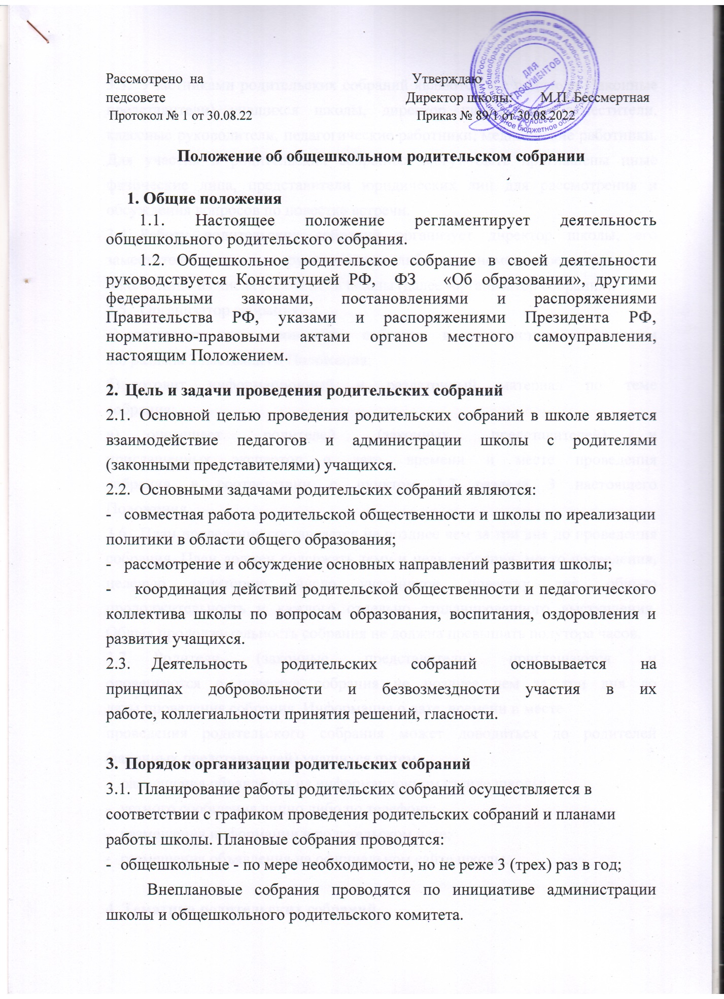 Рассмотрено на
педсовете
Протокол № 1 от 30.08.22
Утверждаю
Директор школы: М.П. Бессмертная
Приказ № 89/1 от 30.08.2022
ДЛЯ
ДОКУМЕНТОВ
Положение об общешкольном родительском собрании
1. Общие положения
1.1. Настоящее положение регламентирует деятельность
общешкольного родительского собрания.
1.2. Общешкольное родительское собрание в своей деятельности
руководствуется Конституцией РФ, ФЗ «Об образовании», другими
федеральными законами, постановлениями и распоряжениями
Правительства РФ, указами и распоряжениями Президента РФ,
нормативно-правовыми актами органов местного самоуправления,
настоящим Положением.
2. Цель и задачи проведения родительских собраний
2.1. Основной целью проведения родительских собраний в школе является
взаимодействие педагогов и администрации школы с родителями
(законными представителями) учащихся.
2.2. Основными задачами родительских собраний являются:
- совместная работа родительской общественности и школы по иреализации
политики в области общего образования;
- рассмотрение и обсуждение основных направлений развития школы;
- координация действий родительской общественности и педагогического
коллектива школы по вопросам образования, воспитания, оздоровления и
развития учащихся.
2.3. Деятельность родительских собраний основывается на
принципах добровольности и безвозмездности участия в их
работе, коллегиальности принятия решений, гласности.
3. Порядок организации родительских собраний
3.1. Планирование работы родительских собраний осуществляется в
соответствии с графиком проведения родительских собраний и планами
работы школы. Плановые собрания проводятся:
- общешкольные - по мере необходимости, но не реже 3 (трех) раз в год;
Внеплановые собрания проводятся по инициативе администрации
школы и общешкольного родительского комитета.